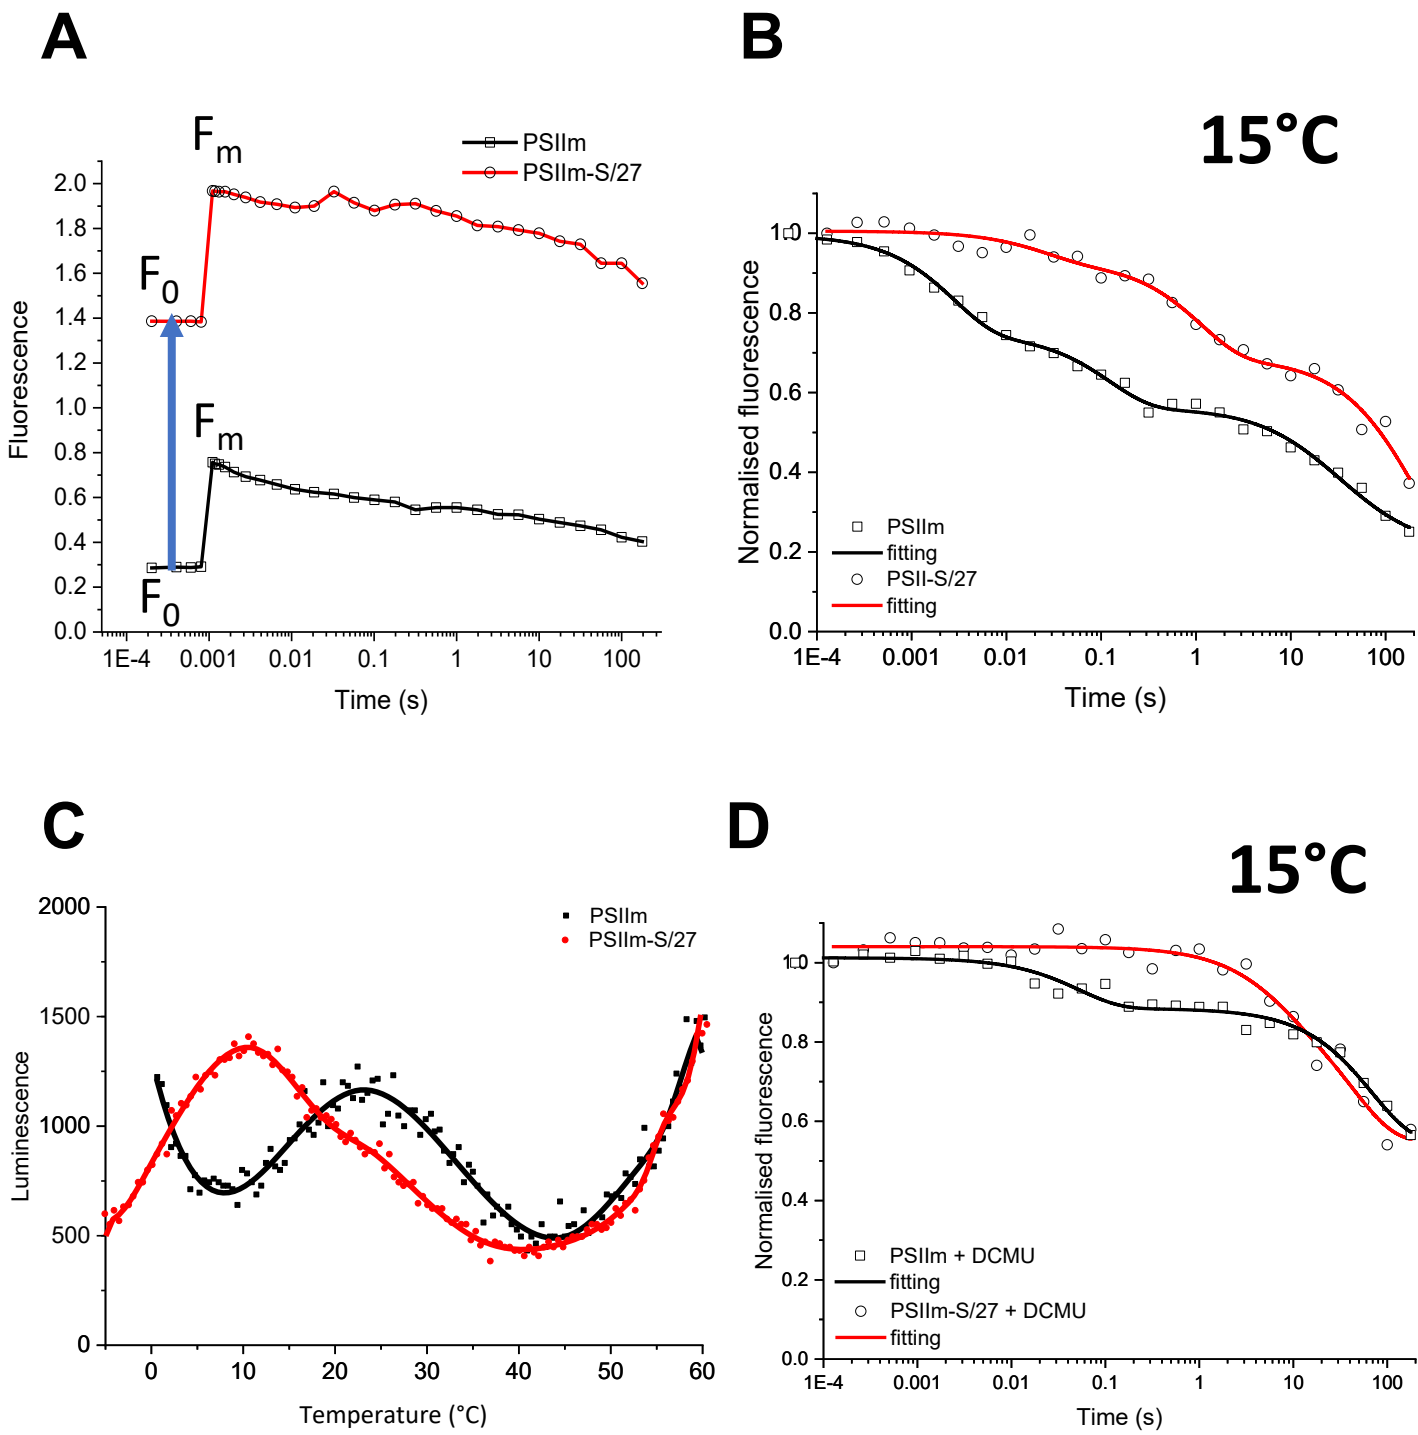 A
F_m
PSIIm
PSIIm-S/27
2.0
1.8
1.6
1.4
1.2
1.0
0.8
0.6
0.4
0.2
0.0
F_0
F_m
F_0
Fluorescence
1E-4 0.001 0.01 0.1 1 10 100
Time (s)
B
15°C
1.0
0.8
0.6
0.4
0.2
0.0
Normalised fluorescence
PSIIm
fitting
PSII-S/27
fitting
1E-4 0.001 0.01 0.1 1 10 100
Time (s)
C
2000
1500
1000
500
0
Luminescence
PSIIm
PSIIm-S/27
0 10 20 30 40 50 60
Temperature (°C)
D
15°C
1.0
0.8
0.6
0.4
0.2
0.0
Normalised fluorescence
PSIIm + DCMU
fitting
PSIIm-S/27 + DCMU
fitting
1E-4 0.001 0.01 0.1 1 10 100
Time (s)